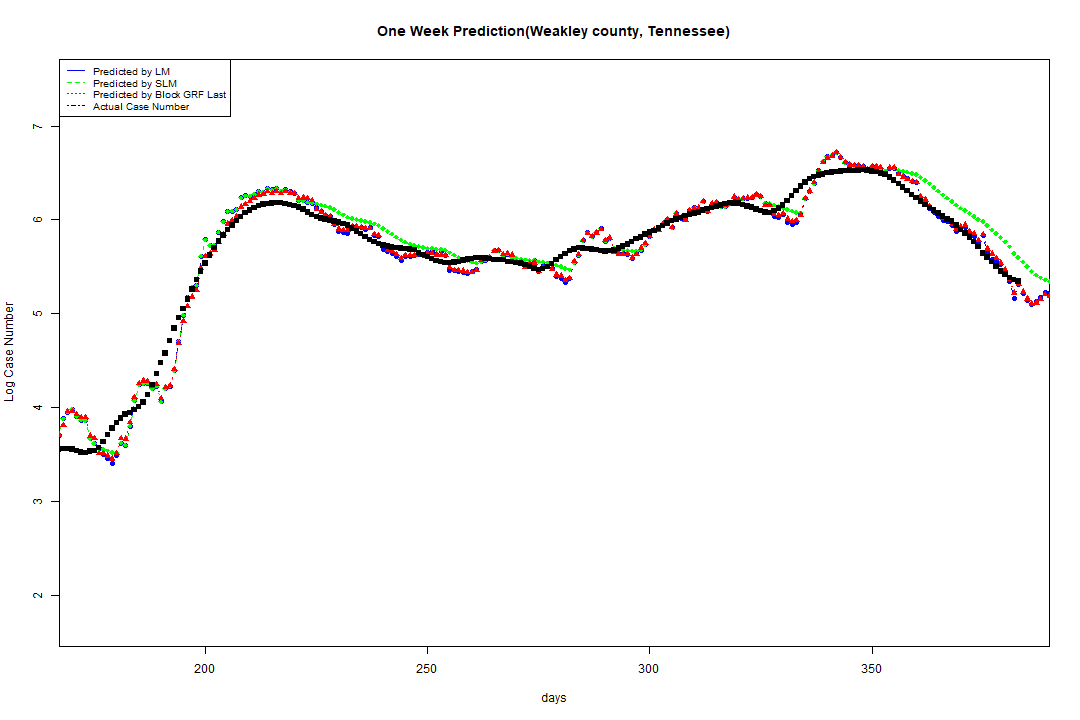 One Week Prediction(Weakley county, Tennessee)
Predicted by LM
Predicted by SLM
Predicted by Block GRF Last
Actual Case Number
7
6
5
4
3
2
Log Case Number
200 250 300 350
days